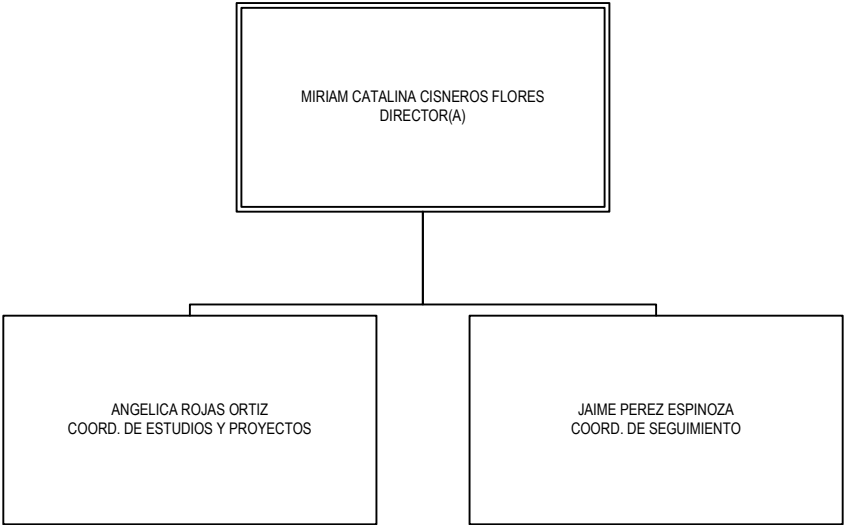 MIRIAM CATALINA CISNEROS FLORES
DIRECTOR(A)
ANGELICA ROJAS ORTIZ
COORD. DE ESTUDIOS Y PROYECTOS
JAIME PEREZ ESPINOZA
COORD. DE SEGUIMIENTO